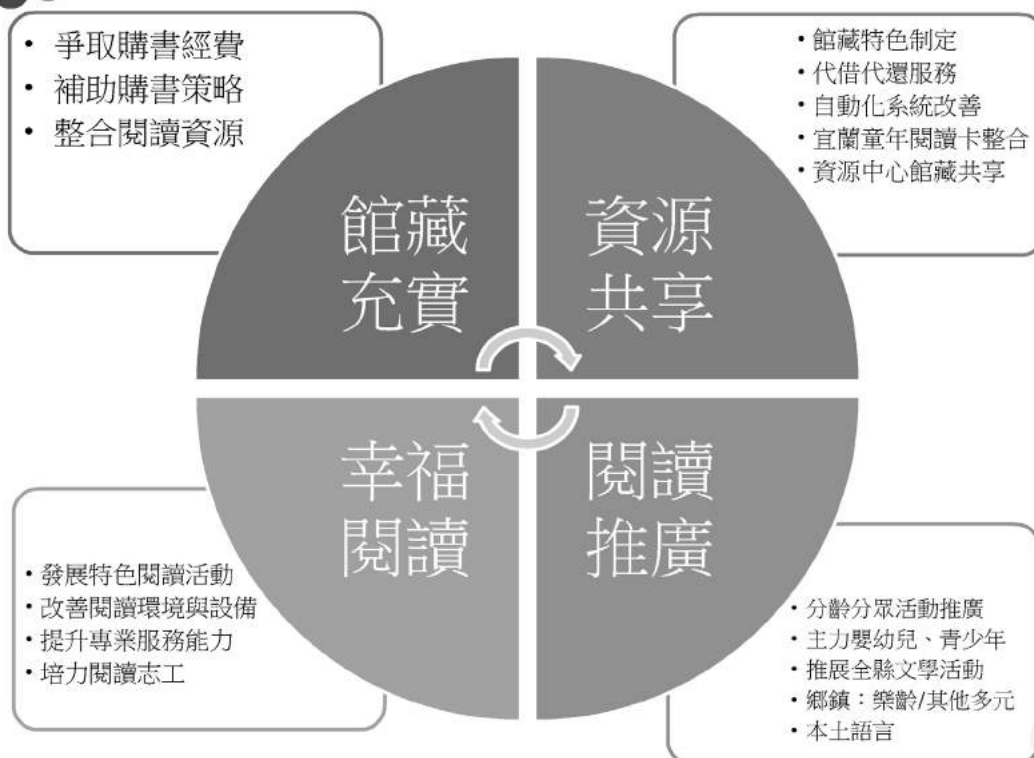 • 爭取購書經費
• 補助購書策略
• 整合閱讀資源
• 館藏特色制定
• 代借代還服務
• 自動化系統改善
• 宜蘭童年閱讀卡整合
• 資源中心館藏共享
館藏
充實
資源
共享
幸福
閱讀
閱讀
推廣
• 發展特色閱讀活動
• 改善閱讀環境與設備
• 提升專業服務能力
• 培力閱讀志工
• 分齡分眾活動推廣
• 主力嬰幼兒、青少年
• 推展全縣文學活動
• 鄉鎮：樂齡/其他多元
• 本土語言